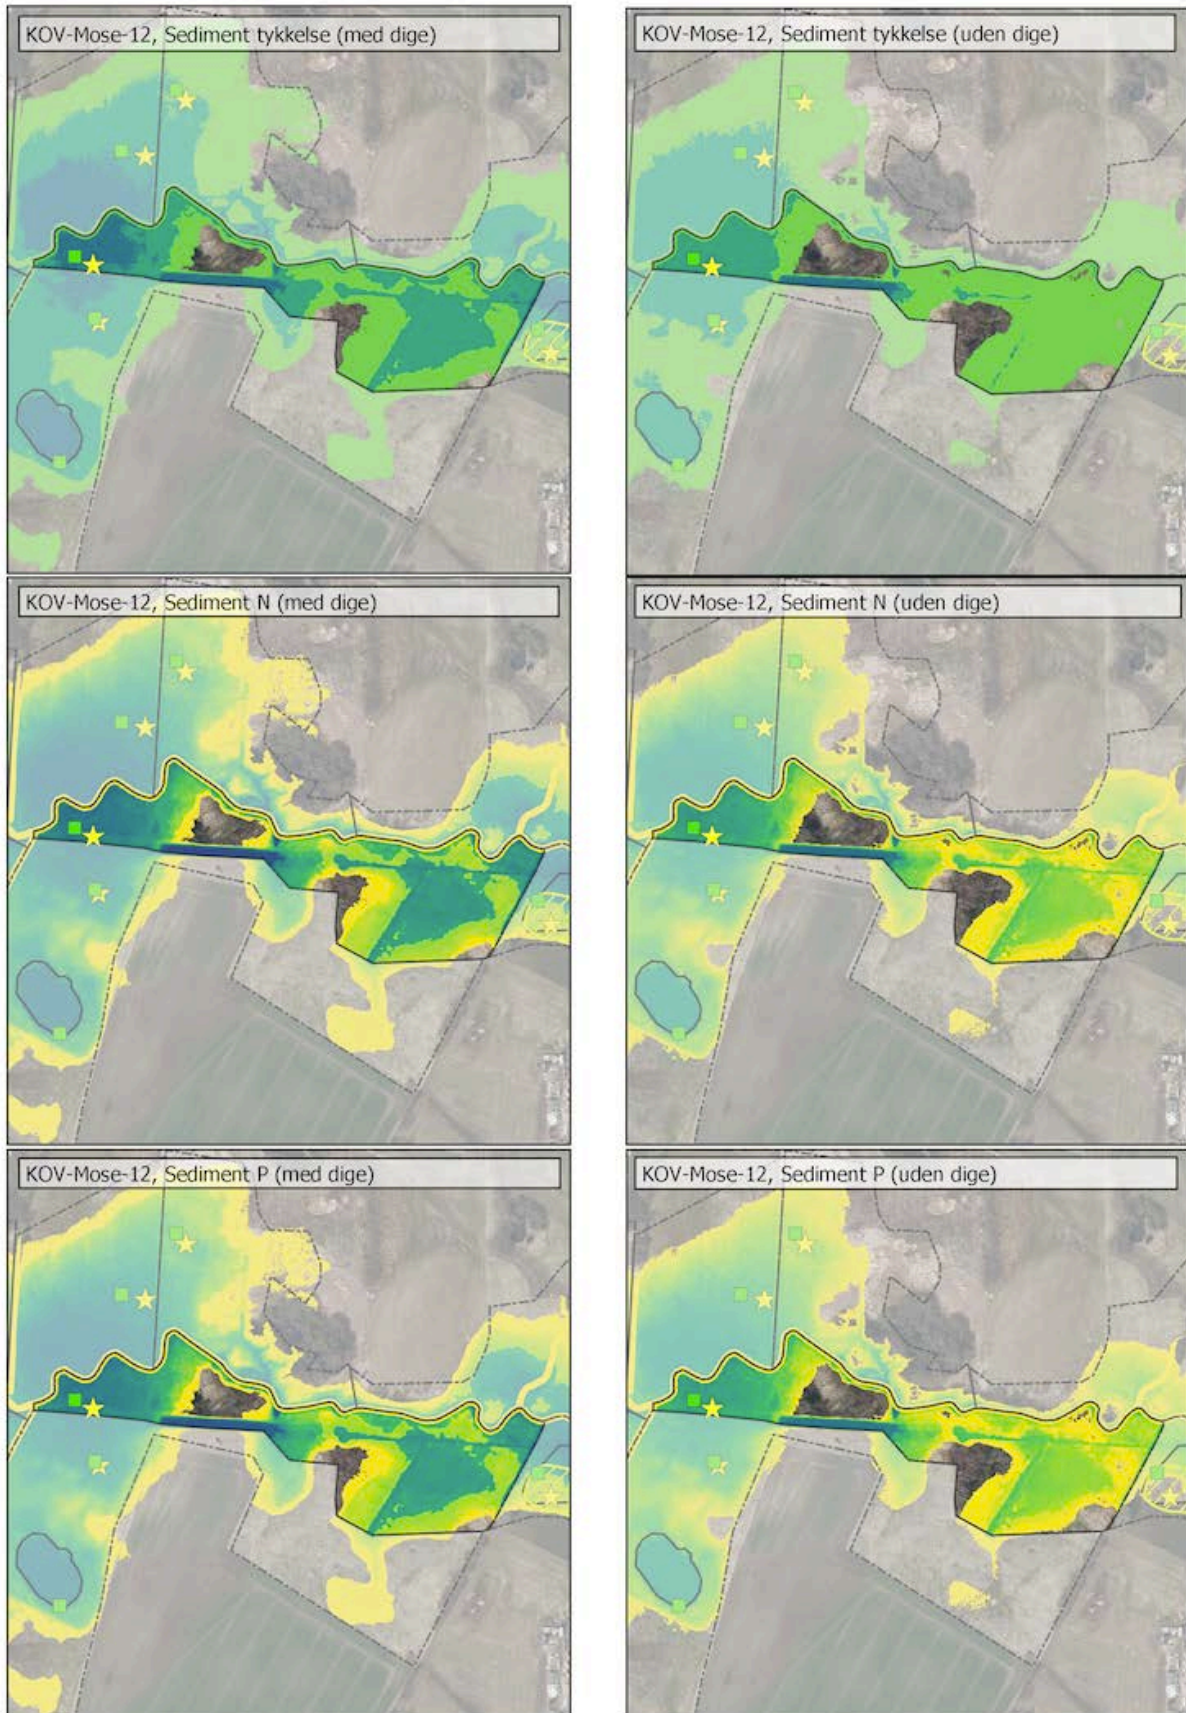 KOV-Mose-12, Sediment tykkelse (med dige)
KOV-Mose-12, Sediment tykkelse (uden dige)
KOV-Mose-12, Sediment N (med dige)
KOV-Mose-12, Sediment N (uden dige)
KOV-Mose-12, Sediment P (med dige)
KOV-Mose-12, Sediment P (uden dige)